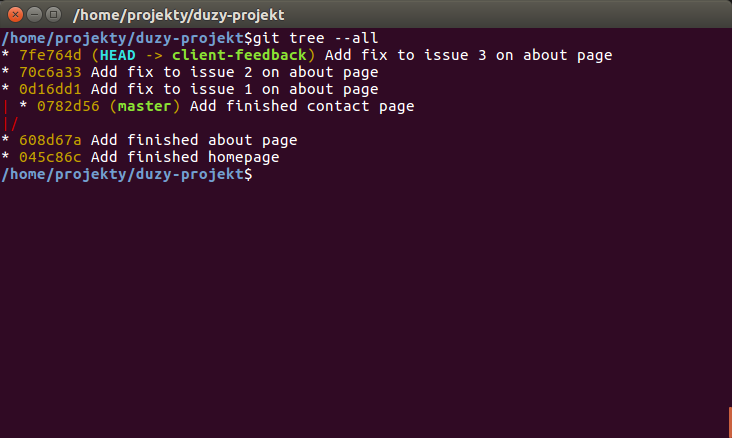 /home/projekty/duzy-projekt
/home/projekty/duzy-projekt$git tree --all
* 7fe764d (HEAD -> client-feedback) Add fix to issue 3 on about page
* 70c6a33 Add fix to issue 2 on about page
* 0d16dd1 Add fix to issue 1 on about page
| * 0782d56 (master) Add finished contact page
|/
* 608d67a Add finished about page
* 045c86c Add finished homepage
/home/projekty/duzy-projekt$